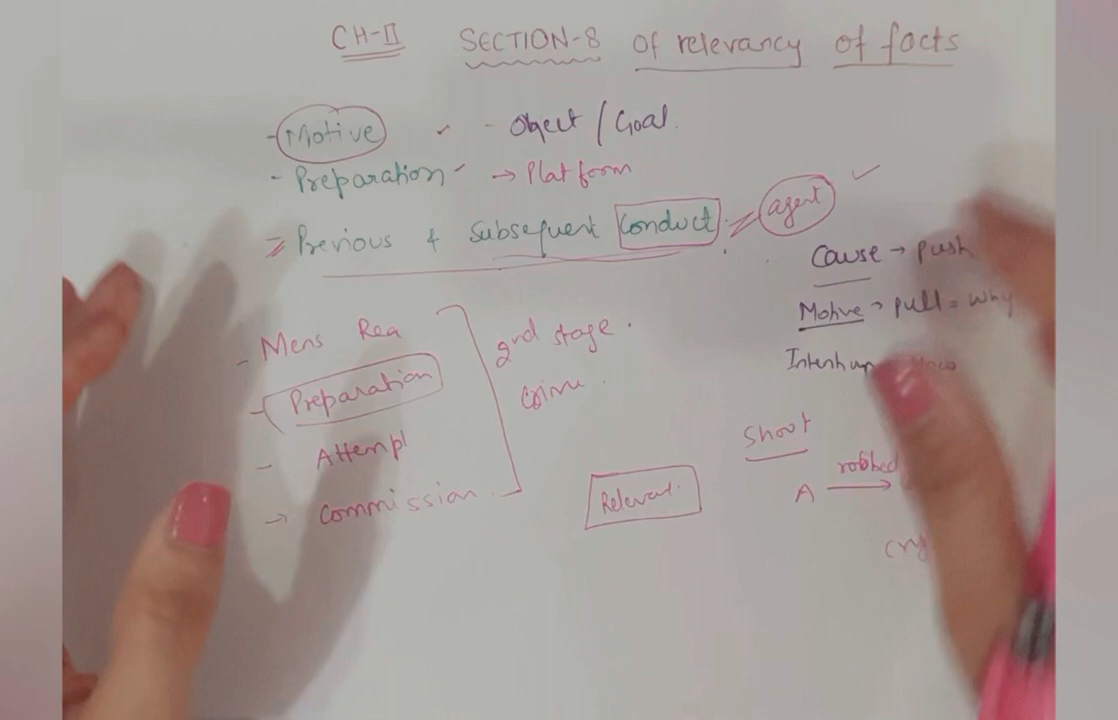 CH-II SECTION-8 of relevancy of facts
- Motive ✓ - Object / Goal.
- Preparation → Platform
Previous & Subsequent Conduct. agent ✓
Cause → push
Motive → pull = why
- Mens Rea
2nd stage.
- Preparation
crime.
- Attempt
→ Commission.
Relevant.
Shoot
robbed
A →